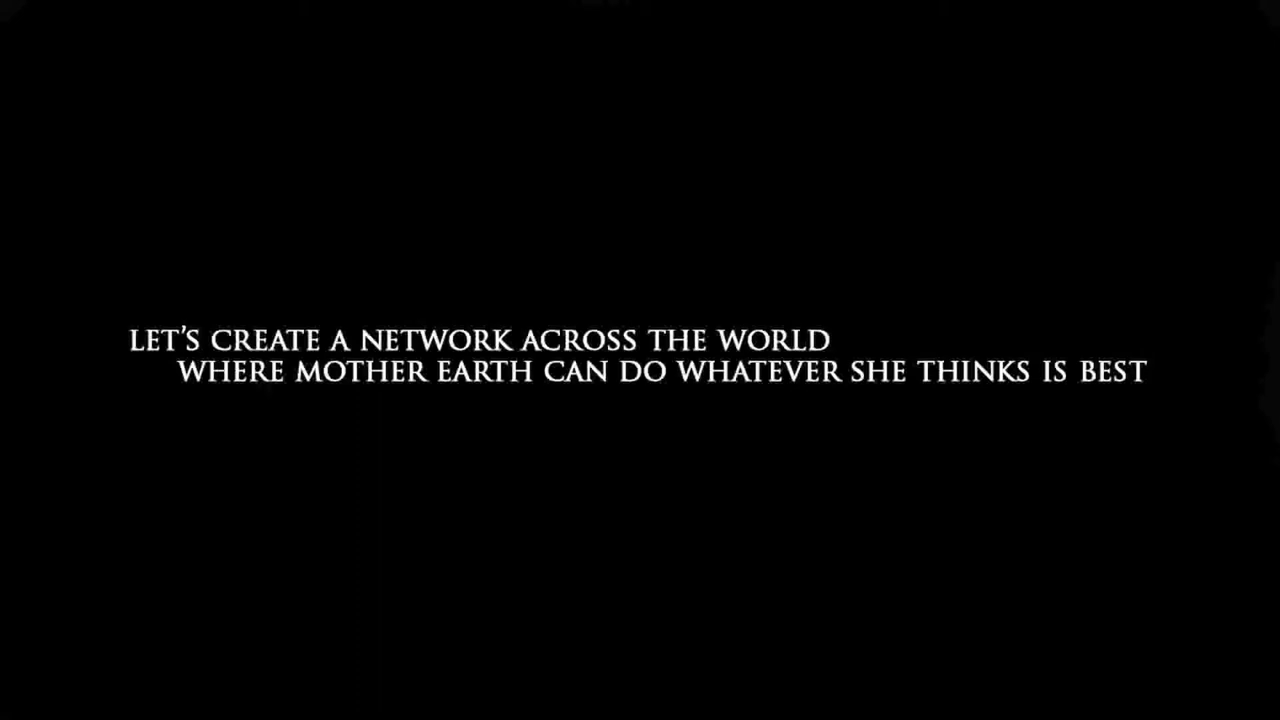 LET’S CREATE A NETWORK ACROSS THE WORLD
WHERE MOTHER EARTH CAN DO WHATEVER SHE THINKS IS BEST